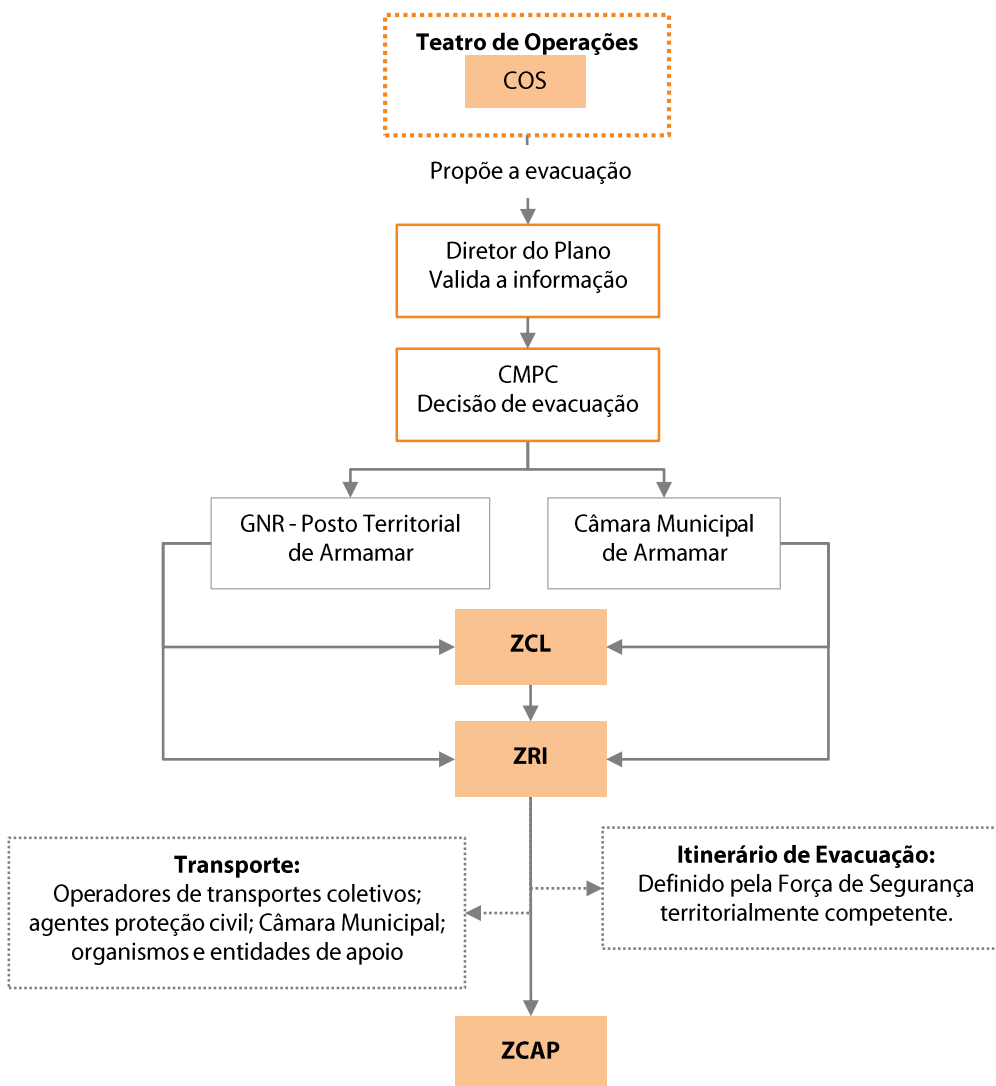 Teatro de Operações
COS
Propõe a evacuação
Diretor do Plano
Valida a informação
CMPC
Decisão de evacuação
GNR - Posto Territorial
de Armamar
Câmara Municipal
de Armamar
ZCL
ZRI
Transporte:
Operadores de transportes coletivos;
agentes proteção civil; Câmara Municipal;
organismos e entidades de apoio
Itinerário de Evacuação:
Definido pela Força de Segurança
territorialmente competente.
ZCAP